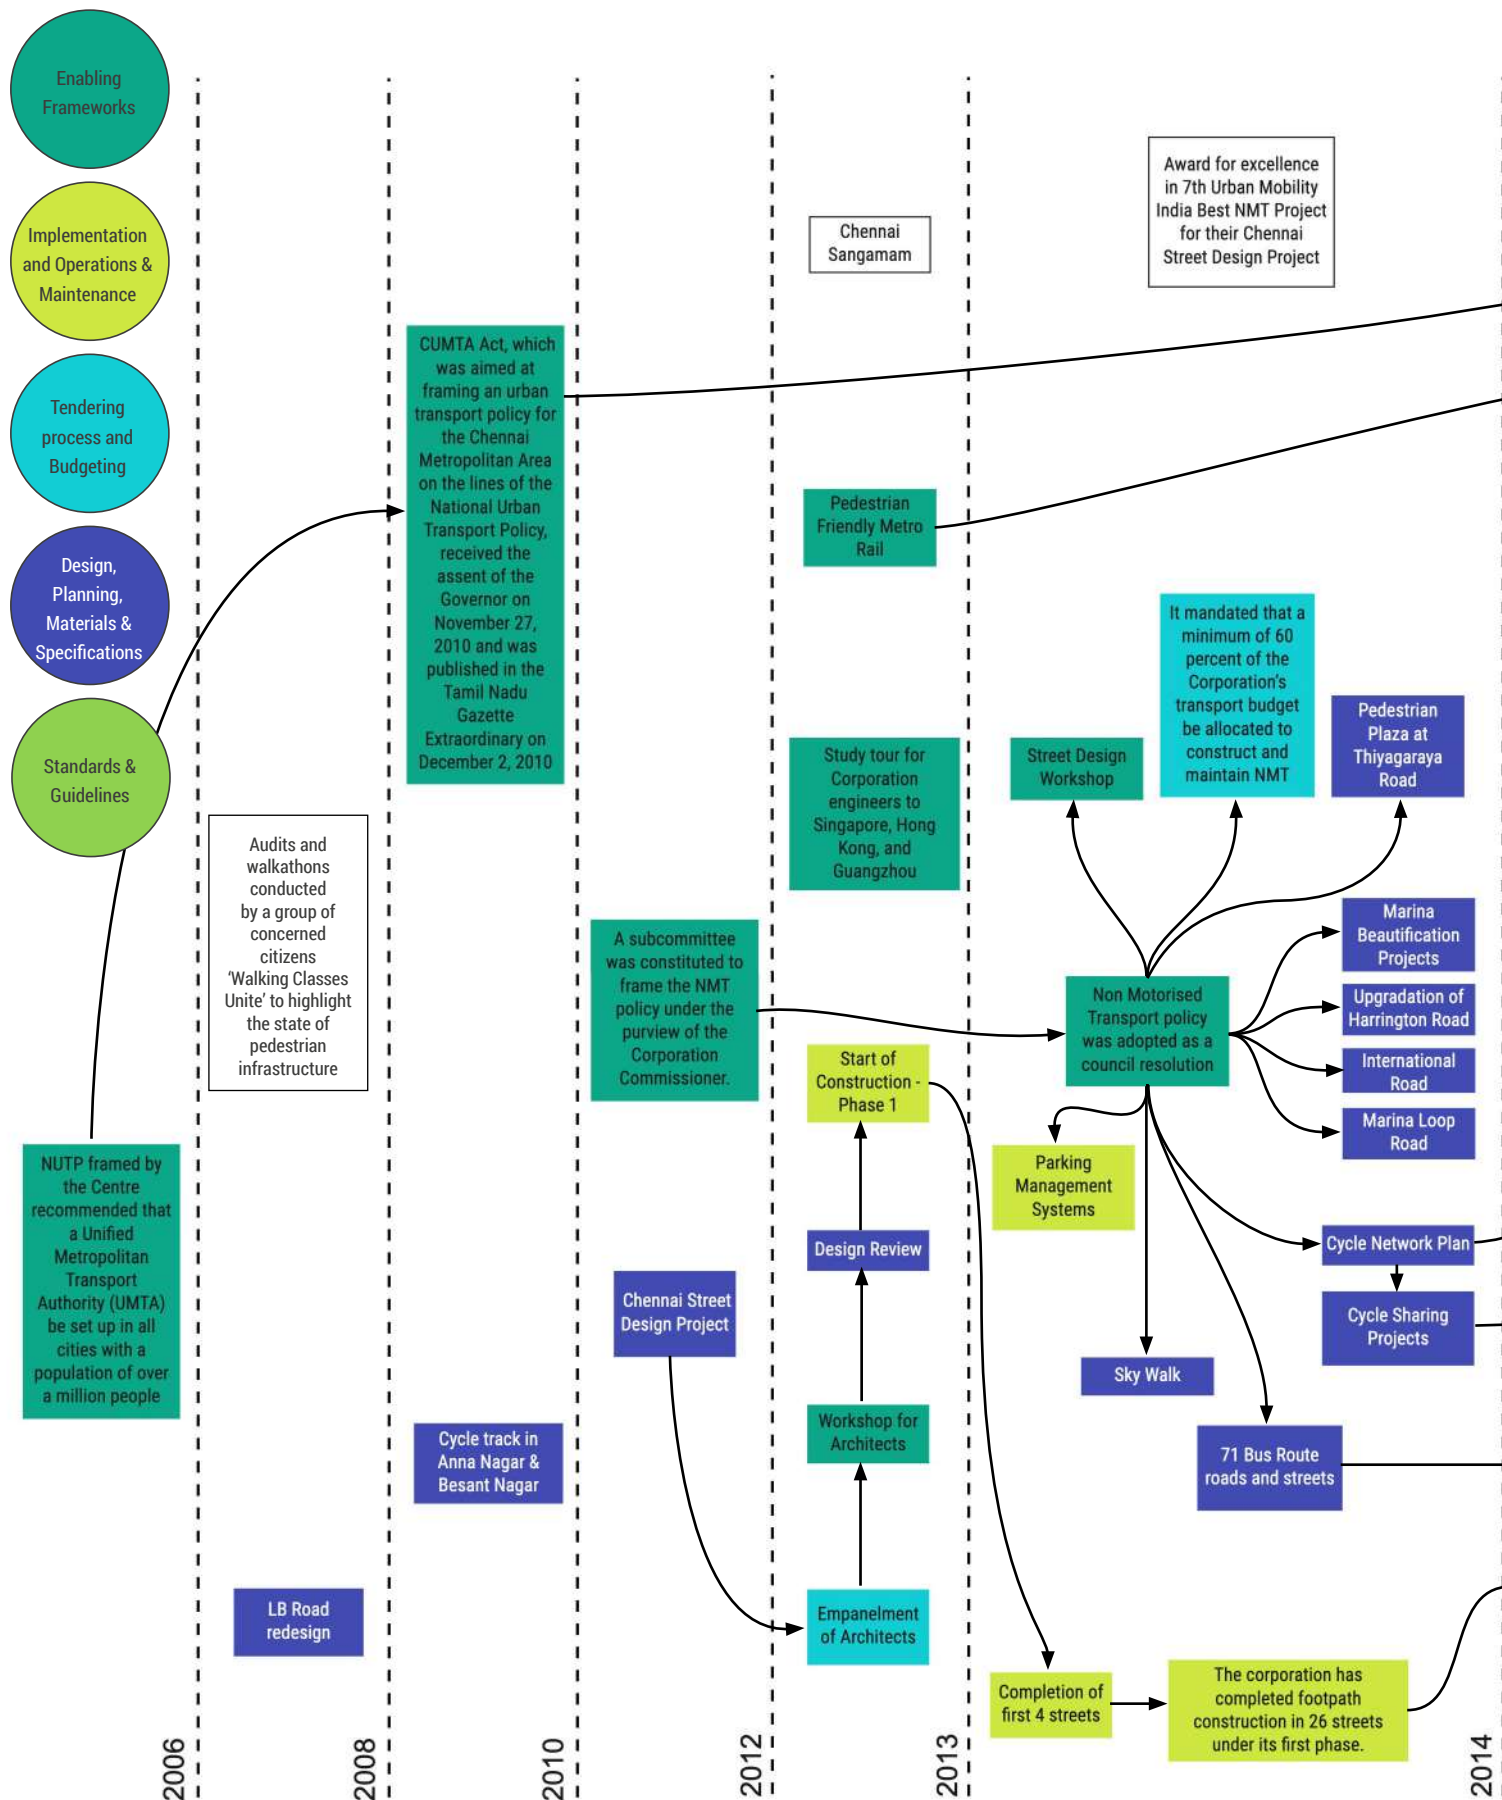 Enabling
Frameworks
Implementation
and Operations &
Maintenance
Tendering
process and
Budgeting
Design,
Planning,
Materials &
Specifications
Standards &
Guidelines
NUTP framed by
the Centre
recommended that
a Unified
Metropolitan
Transport
Authority (UMTA)
be set up in all
cities with a
population of over
a million people
2006
Audits and
walkathons
conducted
by a group of
concerned
citizens
‘Walking Classes
Unite’ to highlight
the state of
pedestrian
infrastructure
LB Road
redesign
2008
CUMTA Act, which
was aimed at
framing an urban
transport policy for
the Chennai
Metropolitan Area
on the lines of the
National Urban
Transport Policy,
received the
assent of the
Governor on
November 27,
2010 and was
published in the
Tamil Nadu
Gazette
Extraordinary on
December 2, 2010
Cycle track in
Anna Nagar &
Besant Nagar
2010
A subcommittee
was constituted to
frame the NMT
policy under the
purview of the
Corporation
Commissioner.
Chennai Street
Design Project
2012
Chennai
Sangamam
Pedestrian
Friendly Metro
Rail
Study tour for
Corporation
engineers to
Singapore, Hong
Kong, and
Guangzhou
Start of
Construction -
Phase 1
Design Review
Workshop for
Architects
Empanelment
of Architects
2013
Award for excellence
in 7th Urban Mobility
India Best NMT Project
for their Chennai
Street Design Project
Street Design
Workshop
It mandated that a
minimum of 60
percent of the
Corporation’s
transport budget
be allocated to
construct and
maintain NMT
Pedestrian
Plaza at
Thiyagaraya
Road
Non Motorised
Transport policy
was adopted as a
council resolution
Marina
Beautification
Projects
Upgradation of
Harrington Road
International
Road
Marina Loop
Road
Parking
Management
Systems
Cycle Network Plan
Cycle Sharing
Projects
Sky Walk
71 Bus Route
roads and streets
Completion of
first 4 streets
The corporation has
completed footpath
construction in 26 streets
under its first phase.
2014